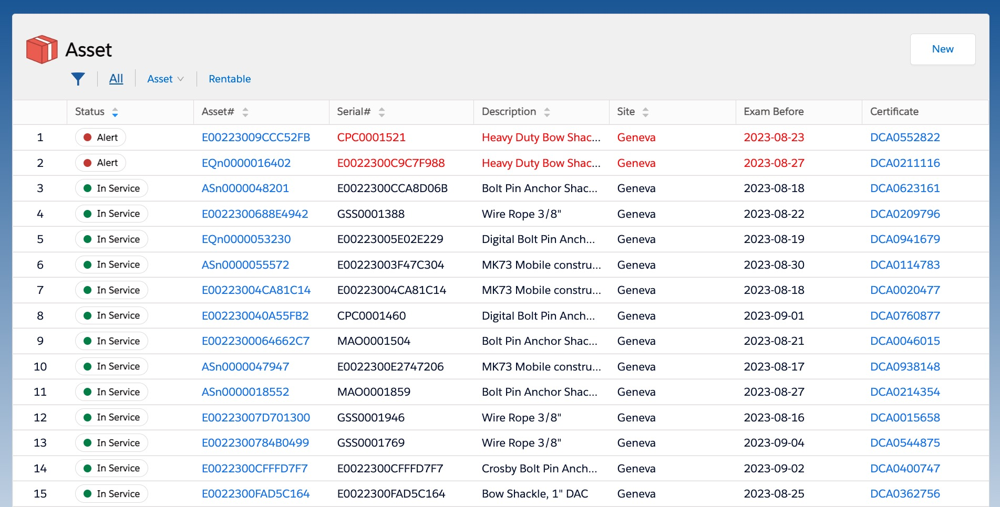 Asset
New
All Asset Rentable
Status Asset# Serial# Description Site Exam Before Certificate
1 Alert E00223009CCC52FB CPC0001521 Heavy Duty Bow Shac... Geneva 2023-08-23 DCA0552822
2 Alert EQn0000016402 E0022300C9C7F988 Heavy Duty Bow Shac... Geneva 2023-08-27 DCA0211116
3 In Service ASn0000048201 E0022300CCA8D06B Bolt Pin Anchor Shac... Geneva 2023-08-18 DCA0623161
4 In Service E0022300688E4942 GSS0001388 Wire Rope 3/8" Geneva 2023-08-22 DCA0209796
5 In Service EQn0000053230 E00223005E02E229 Digital Bolt Pin Anch... Geneva 2023-08-19 DCA0941679
6 In Service ASn0000055572 E00223003F47C304 MK73 Mobile constru... Geneva 2023-08-30 DCA0114783
7 In Service E00223004CA81C14 E00223004CA81C14 MK73 Mobile constru... Geneva 2023-08-18 DCA0020477
8 In Service E002230040A55FB2 CPC0001460 Digital Bolt Pin Anch... Geneva 2023-09-01 DCA0760877
9 In Service E0022300064662C7 MAO0001504 Bolt Pin Anchor Shac... Geneva 2023-08-21 DCA0046015
10 In Service ASn0000047947 E0022300E2747206 MK73 Mobile constru... Geneva 2023-08-17 DCA0938148
11 In Service ASn0000018552 MAO0001859 Bolt Pin Anchor Shac... Geneva 2023-08-27 DCA0214354
12 In Service E00223007D701300 GSS0001946 Wire Rope 3/8" Geneva 2023-08-16 DCA0015658
13 In Service E0022300784B0499 GSS0001769 Wire Rope 3/8" Geneva 2023-09-04 DCA0544875
14 In Service E0022300CFFFD7F7 E0022300CFFFD7F7 Crosby Bolt Pin Anch... Geneva 2023-09-02 DCA0400747
15 In Service E0022300FAD5C164 E0022300FAD5C164 Bow Shackle, 1" DAC Geneva 2023-08-25 DCA0362756